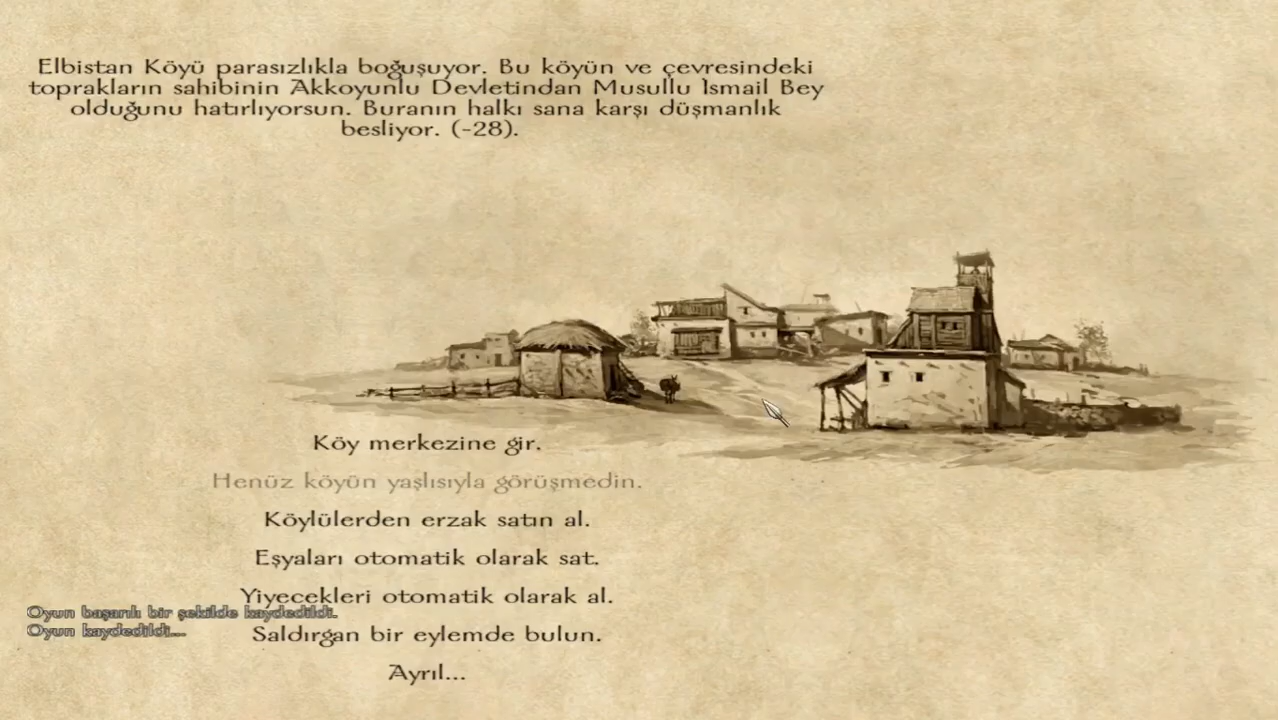 Elbistan Köyü parasızlıkla boğuşuyor. Bu köyün ve çevresindeki
toprakların sahibinin Akkoyunlu Devletindan Musullu İsmail Bey
olduğunu hatırlıyorsun. Buranın halkı sana karşı düşmanlık
besliyor. (-28).
Köy merkezine gir.
Henüz köyün yaşlısıyla görüşmedin.
Köylülerden erzak satın al.
Eşyaları otomatik olarak sat.
Yiyecekleri otomatik olarak al.
Oyun başarılı bir şekilde kaydedildi.
Oyun kaydedildi...
Saldırgan bir eylemde bulun.
Ayrıl...